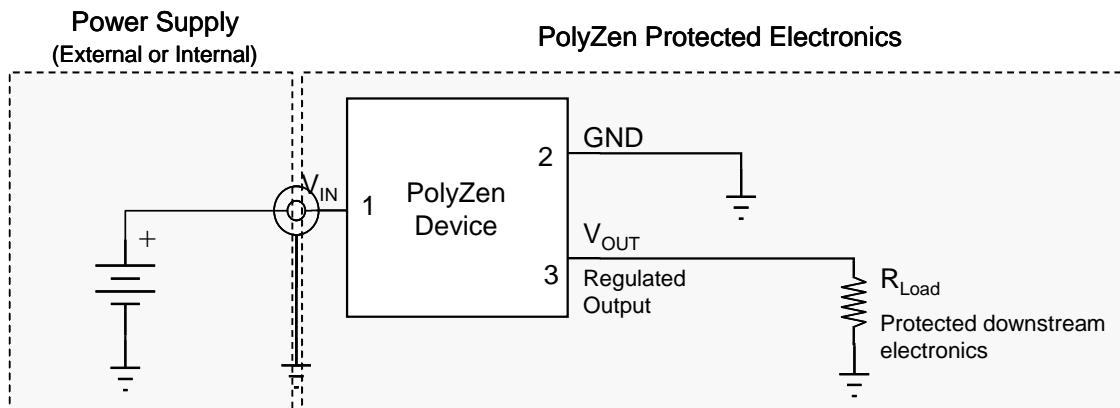 Power Supply
(External or Internal)
PolyZen Protected Electronics
V_IN
1
PolyZen
Device
2
GND
3
V_OUT
Regulated
Output
+
R_Load
Protected downstream
electronics